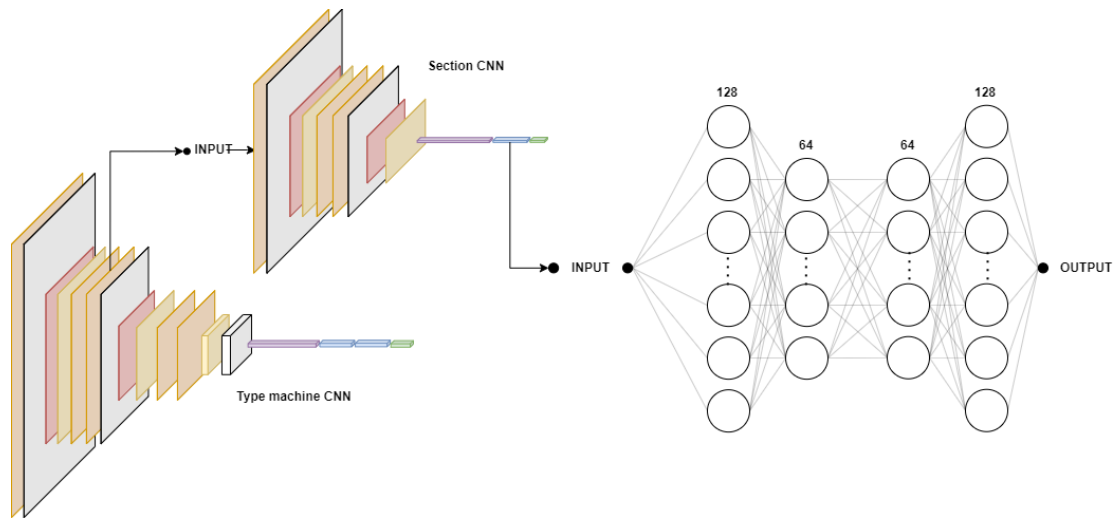 Section CNN
INPUT
Type machine CNN
INPUT
128
64
64
128
OUTPUT